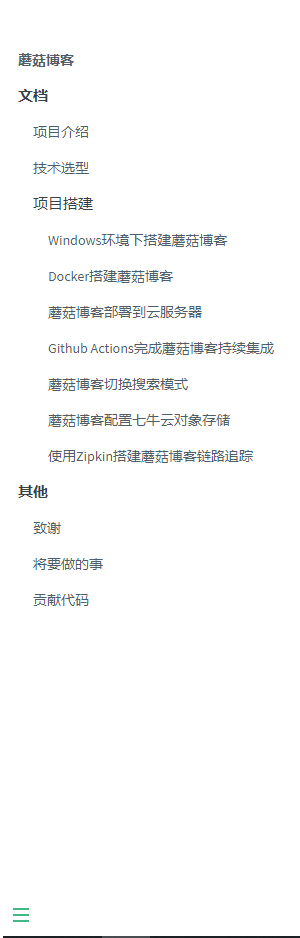 蘑菇博客
文档
项目介绍
技术选型
项目搭建
Windows环境下搭建蘑菇博客
Docker搭建蘑菇博客
蘑菇博客部署到云服务器
Github Actions完成蘑菇博客持续集成
蘑菇博客切换搜索模式
蘑菇博客配置七牛云对象存储
使用Zipkin搭建蘑菇博客链路追踪
其他
致谢
将要做的事
贡献代码